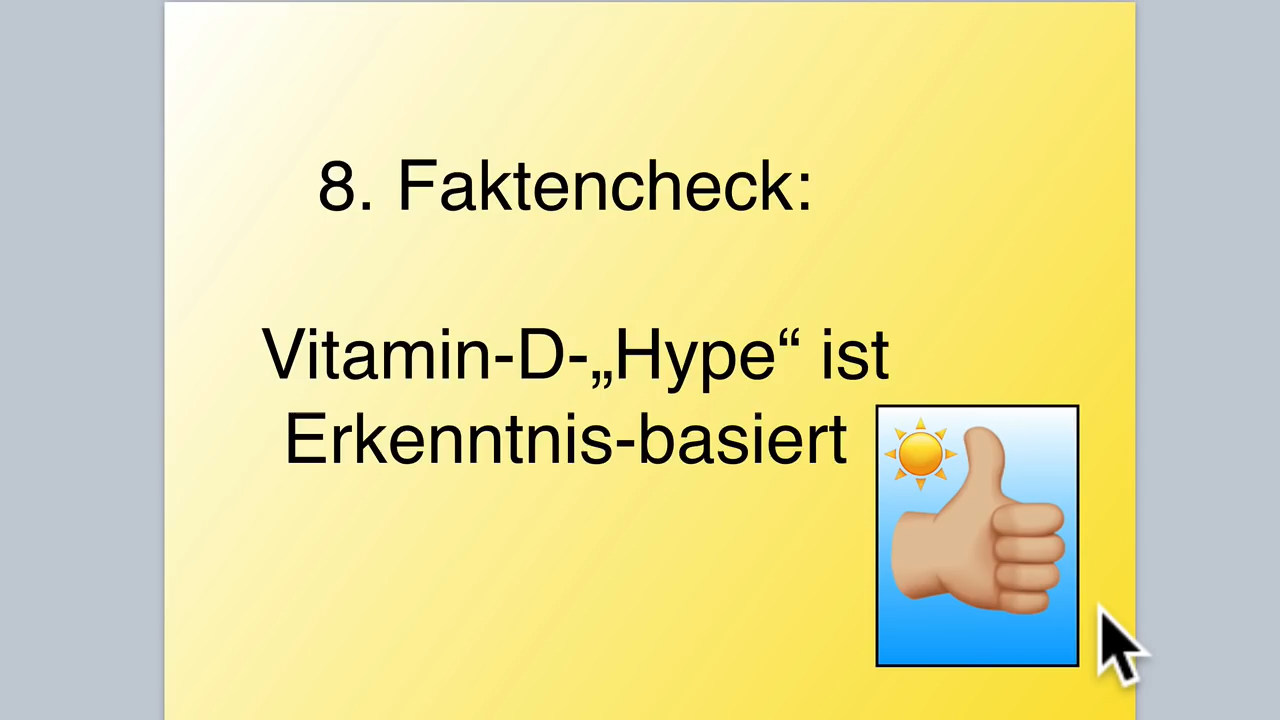 8. Faktencheck:
Vitamin-D-„Hype“ ist
Erkenntnis-basiert